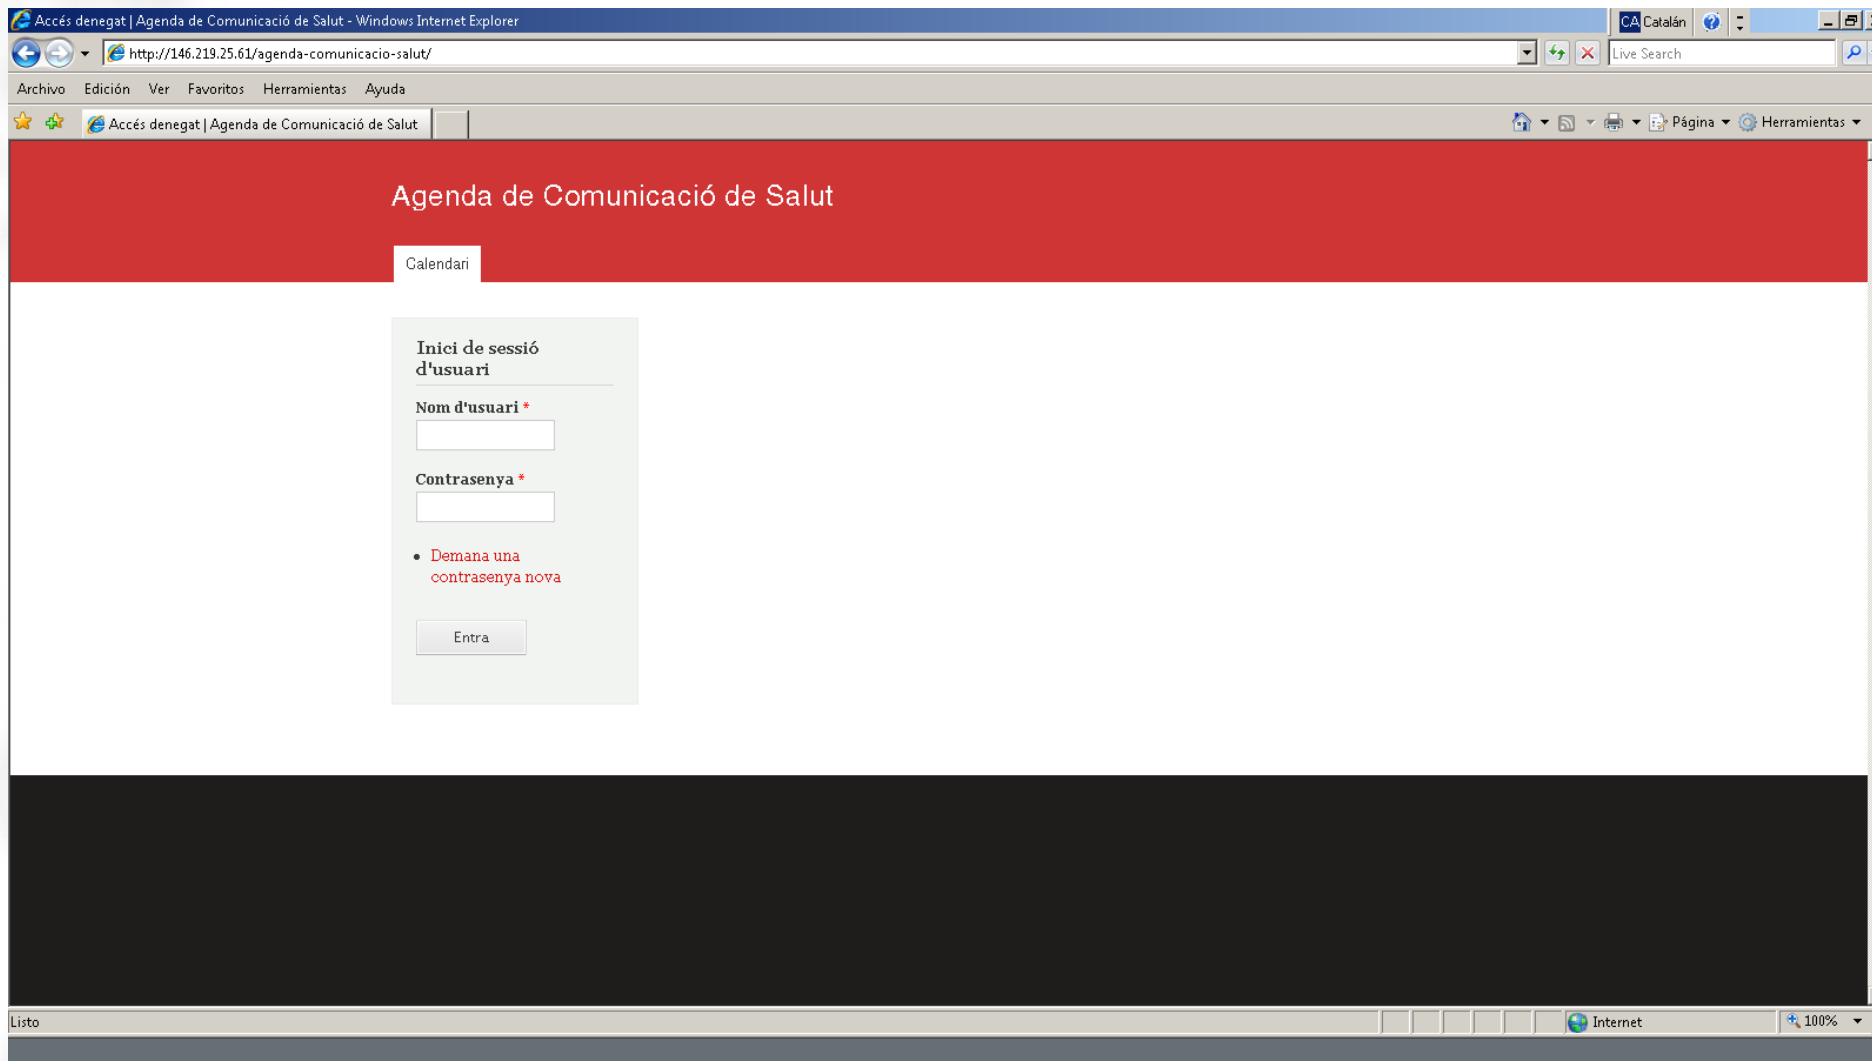 Accés denegat | Agenda de Comunicació de Salut - Windows Internet Explorer
CA Catalán
http://146.219.25.61/agenda-comunicacio-salut/
Live Search
Archivo Edición Ver Favoritos Herramientas Ayuda
Accés denegat | Agenda de Comunicació de Salut
Página Herramientas
Agenda de Comunicació de Salut
Calendari
Inici de sessió
d'usuari
Nom d'usuari *
Contrasenya *
Demana una
contrasenya nova
Entra
Listo
Internet
100%